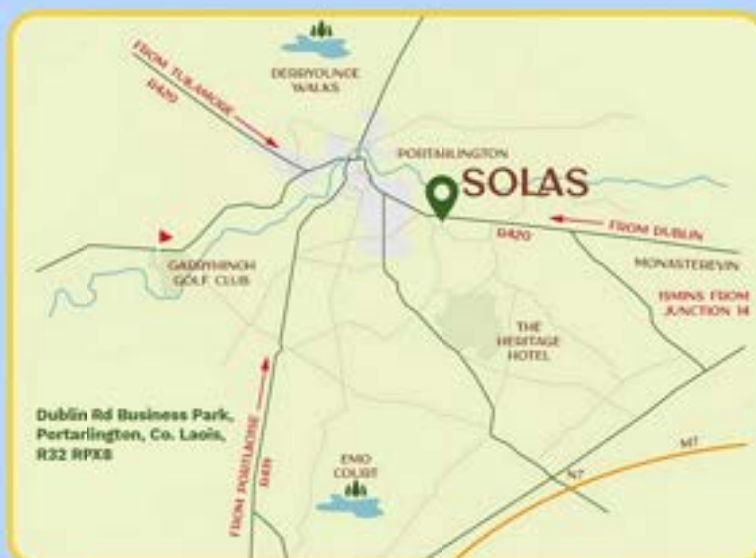 FROM TULLAMORE
R420
DERRYOUNCE
WALKS
PORTARLINGTON
SOLAS
R420
FROM DUBLIN
MONASTEREVIN
15MINS FROM
JUNCTION 14
GARRYHINCH
GOLF CLUB
THE
HERITAGE
HOTEL
Dublin Rd Business Park,
Portarlington, Co. Laois,
R32 RPX8
FROM PORTLAOISE
R419
EMO
COURT
N7
M7